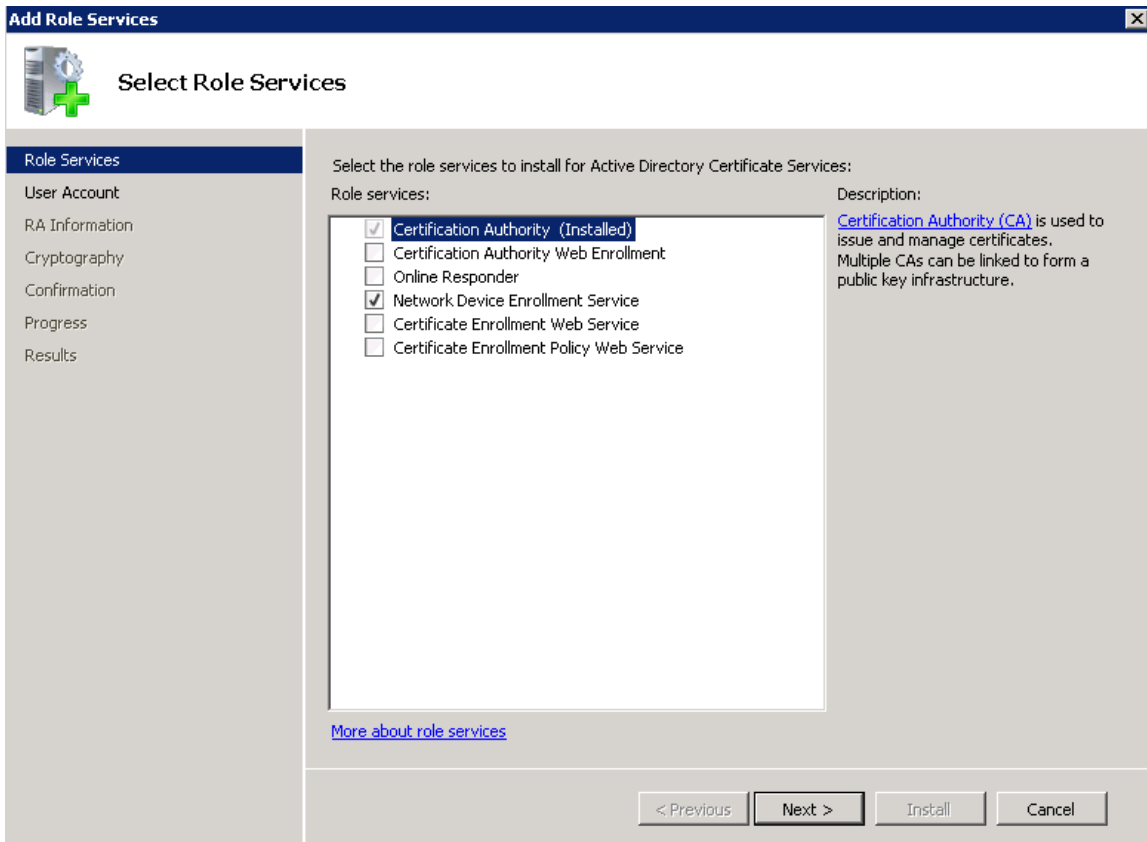 Add Role Services
Select Role Services
Role Services
User Account
RA Information
Cryptography
Confirmation
Progress
Results
Select the role services to install for Active Directory Certificate Services:
Role services:
Certification Authority (Installed)
Certification Authority Web Enrollment
Online Responder
Network Device Enrollment Service
Certificate Enrollment Web Service
Certificate Enrollment Policy Web Service
More about role services
Description:
Certification Authority (CA) is used to
issue and manage certificates.
Multiple CAs can be linked to form a
public key infrastructure.
< Previous
Next >
Install
Cancel